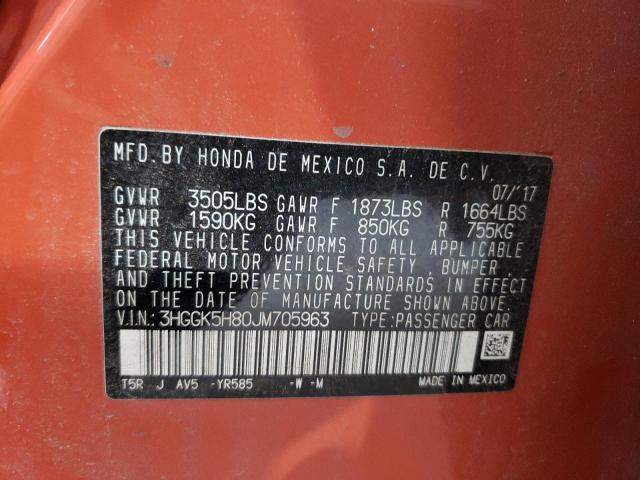 MFD.BY HONDA DE MEXICO S.A. DE C.V.
07/'17
GVWR 3505LBS GAWR F 1873LBS R 1664LBS
GVWR 1590KG GAWR F 850KG R 755KG
THIS VEHICLE CONFORMS TO ALL APPLICABLE
FEDERAL MOTOR VEHICLE SAFETY, BUMPER,
AND THEFT PREVENTION STANDARDS IN EFFECT
ON THE DATE OF MANUFACTURE SHOWN ABOVE.
V.I.N.:3HGGK5H80JM705963 TYPE:PASSENGER CAR
T5R J AV5 -YR585 -W -M MADE IN MEXICO